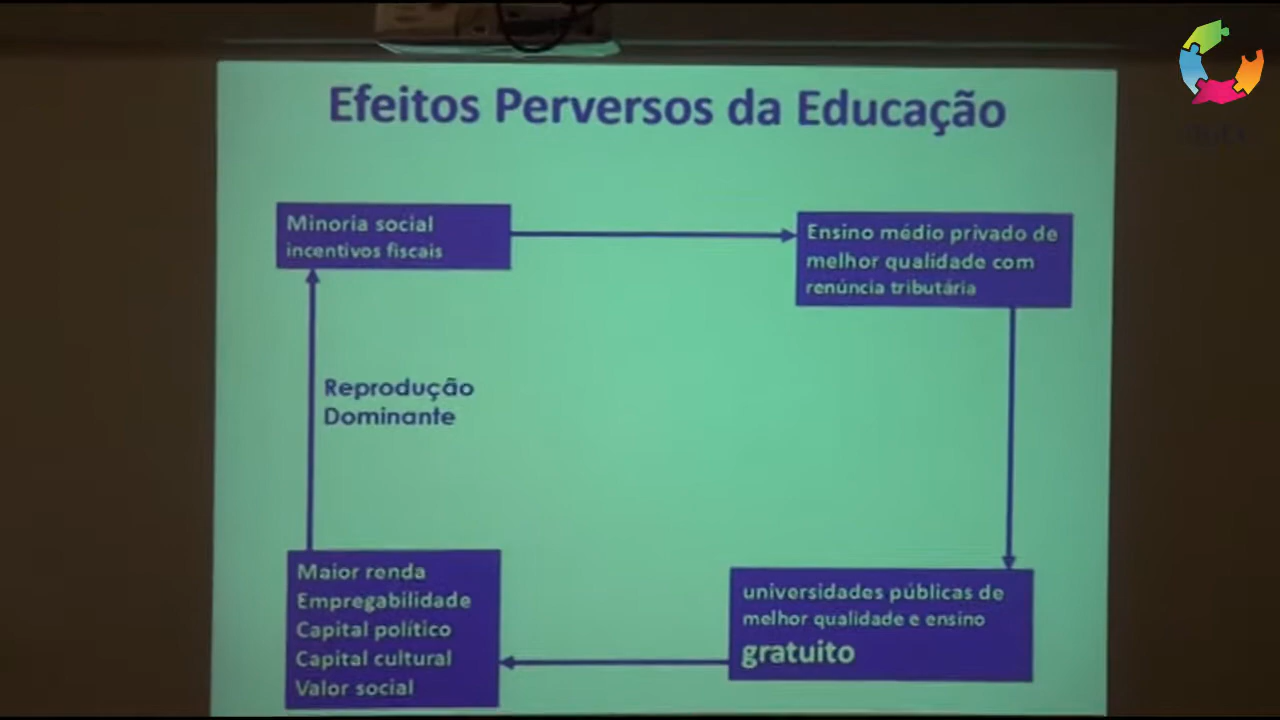 Efeitos Perversos da Educação
Minoria social
incentivos fiscais
Ensino médio privado de
melhor qualidade com
renúncia tributária
Reprodução
Dominante
Maior renda
Empregabilidade
Capital político
Capital cultural
Valor social
universidades públicas de
melhor qualidade e ensino
gratuito